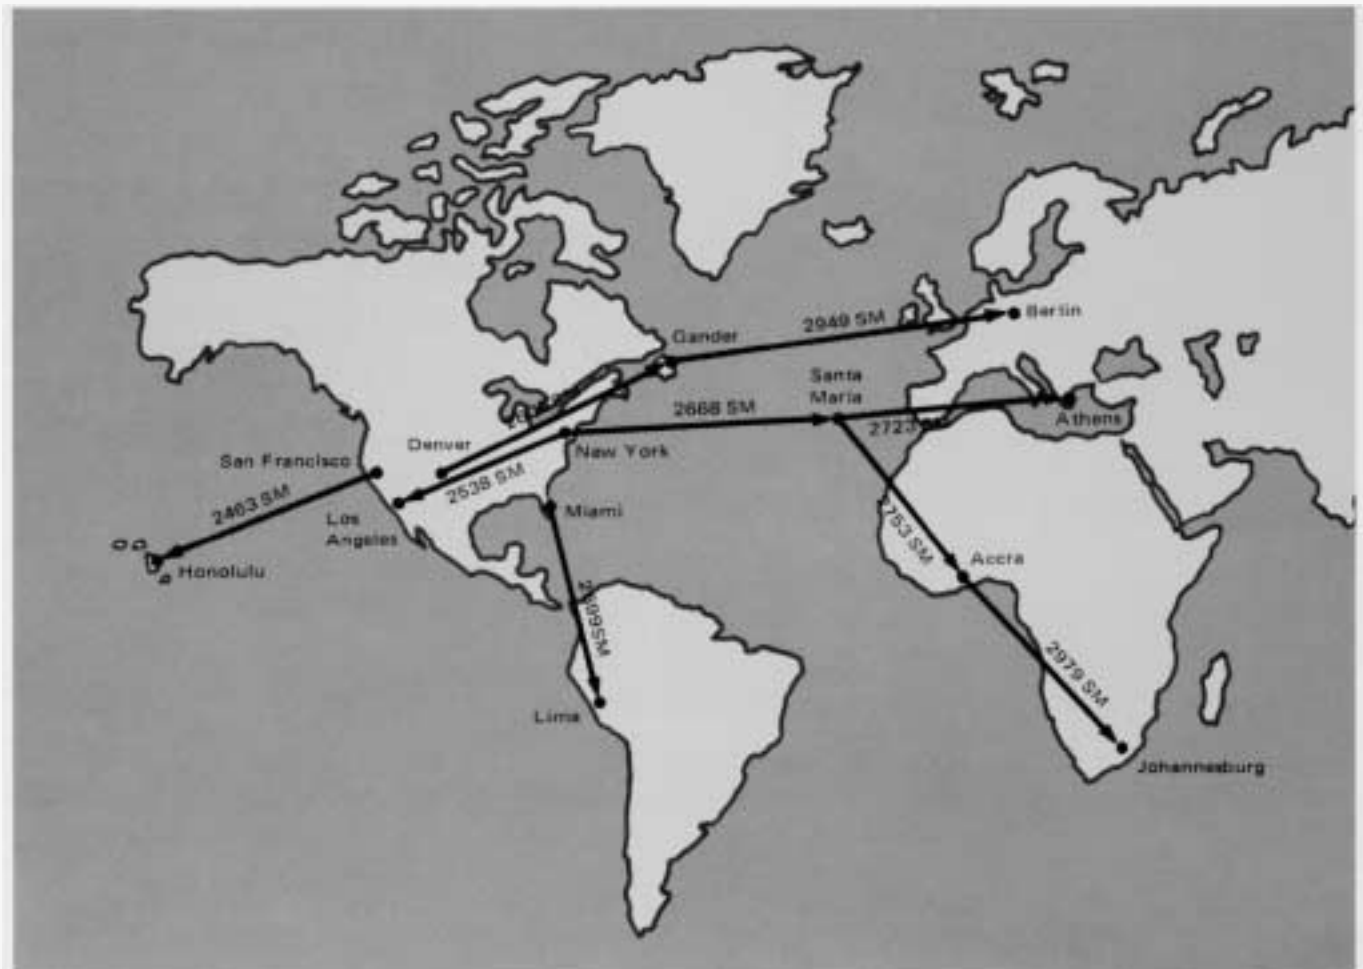 2949 SM
Berlin
Gander
Santa
Maria
2668 SM
Athens
2723
Denver
New York
San Francisco
2538 SM
2463 SM
Los
Angeles
Miami
Honolulu
Accra
Lima
2979 SM
Johannesburg